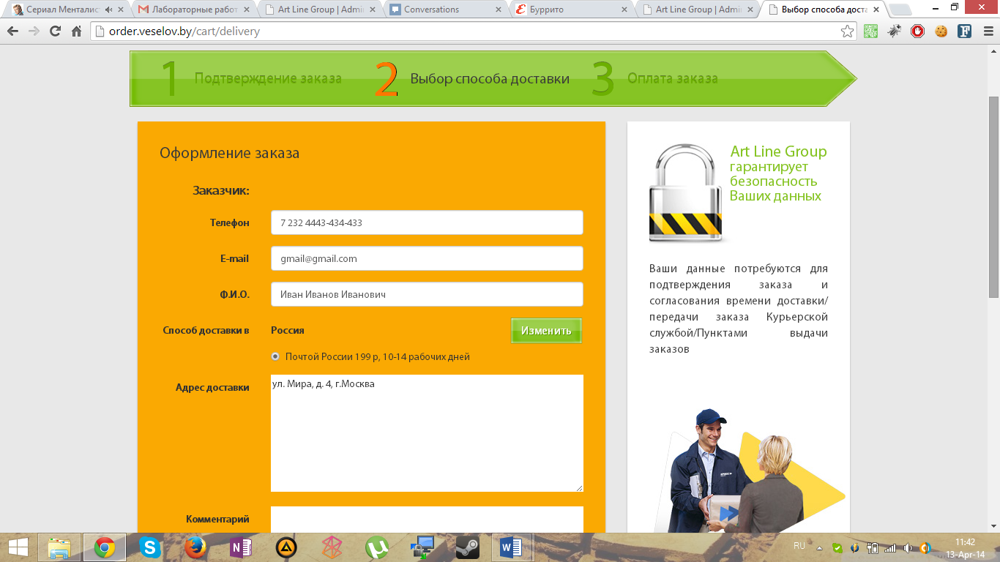 Сериал Менталист
Лабораторные работ
Art Line Group | Admi
Conversations
Буррито
Art Line Group | Admi
Выбор способа доста
order.veselov.by/cart/delivery
1 Подтверждение заказа 2 Выбор способа доставки 3 Оплата заказа
Оформление заказа
Заказчик:
Телефон 7 232 4443-434-433
E-mail gmail@gmail.com
Ф.И.О. Иван Иванов Иванович
Способ доставки в Россия Изменить
Почтой России 199 р, 10-14 рабочих дней
Адрес доставки ул. Мира, д. 4, г.Москва
Комментарий
Art Line Group
гарантирует
безопасность
Ваших данных
Ваши данные потребуются для
подтверждения заказа и
согласования времени доставки/
передачи заказа Курьерской
службой/Пунктами выдачи
заказов
RU
11:42
13-Apr-14